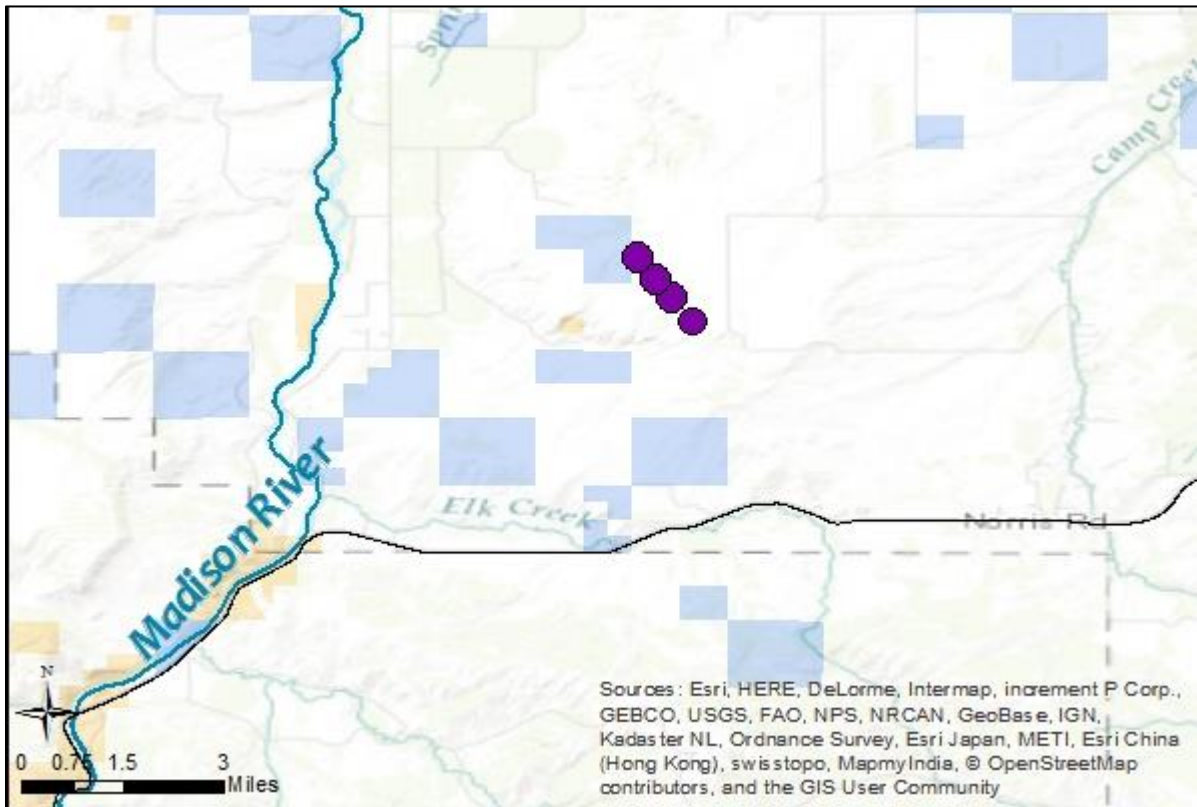 Sprin
Camp Creek
Madison River
Elk Creek
Norris Rd
N
0 0.75 1.5 3
Miles
Sources: Esri, HERE, DeLorme, Intermap, increment P Corp.,
GEBCO, USGS, FAO, NPS, NRCAN, GeoBase, IGN,
Kadaster NL, Ordnance Survey, Esri Japan, METI, Esri China
(Hong Kong), swisstopo, MapmyIndia, © OpenStreetMap
contributors, and the GIS User Community